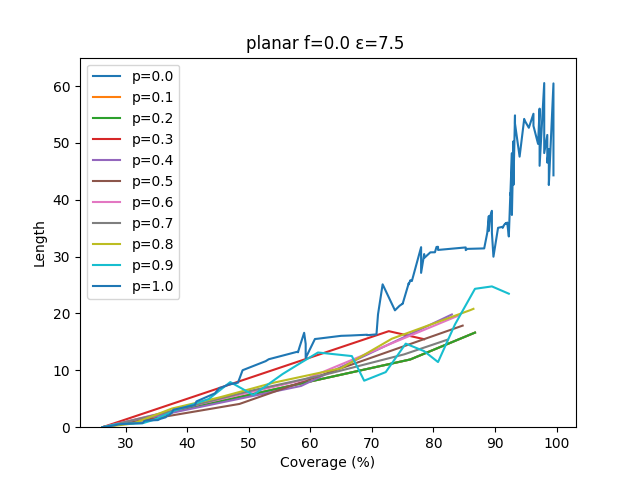 planar f=0.0 ε=7.5
p=0.0
p=0.1
p=0.2
p=0.3
p=0.4
p=0.5
p=0.6
p=0.7
p=0.8
p=0.9
p=1.0
Length
60
50
40
30
20
10
0
30 40 50 60 70 80 90 100
Coverage (%)